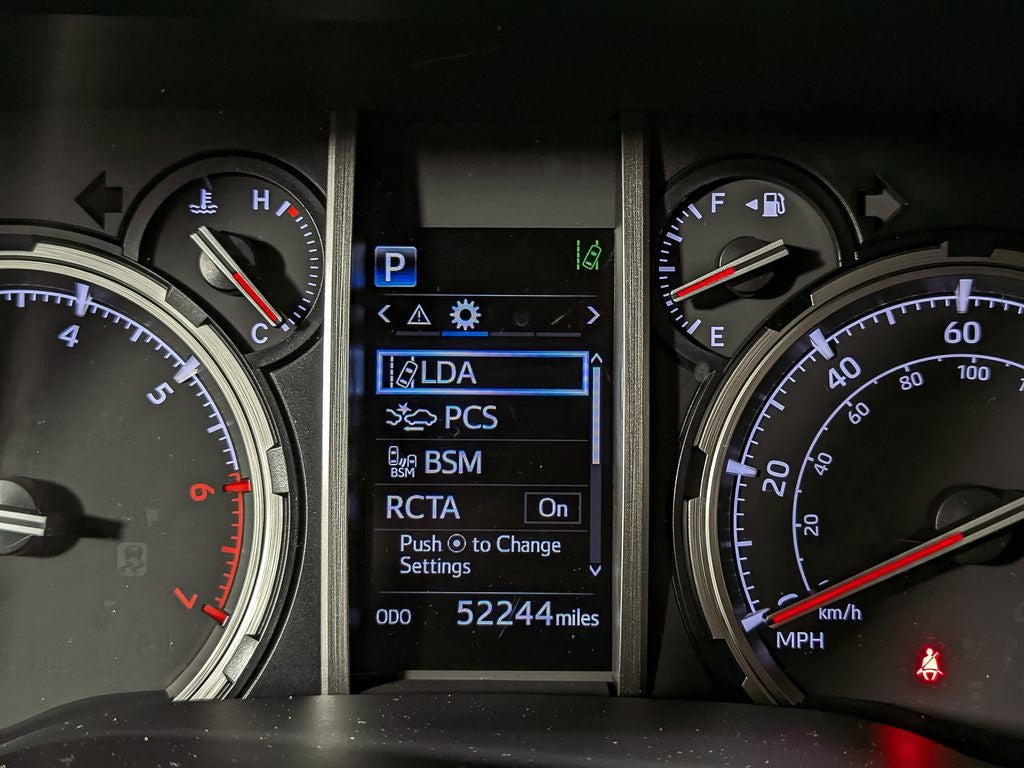 H
C
F
E
P
LDA
PCS
BSM
BSM
RCTA On
Push to Change
Settings
ODO 52244 miles
4
5
6
7
20
40
60
20
40
60
80
100
km/h
MPH